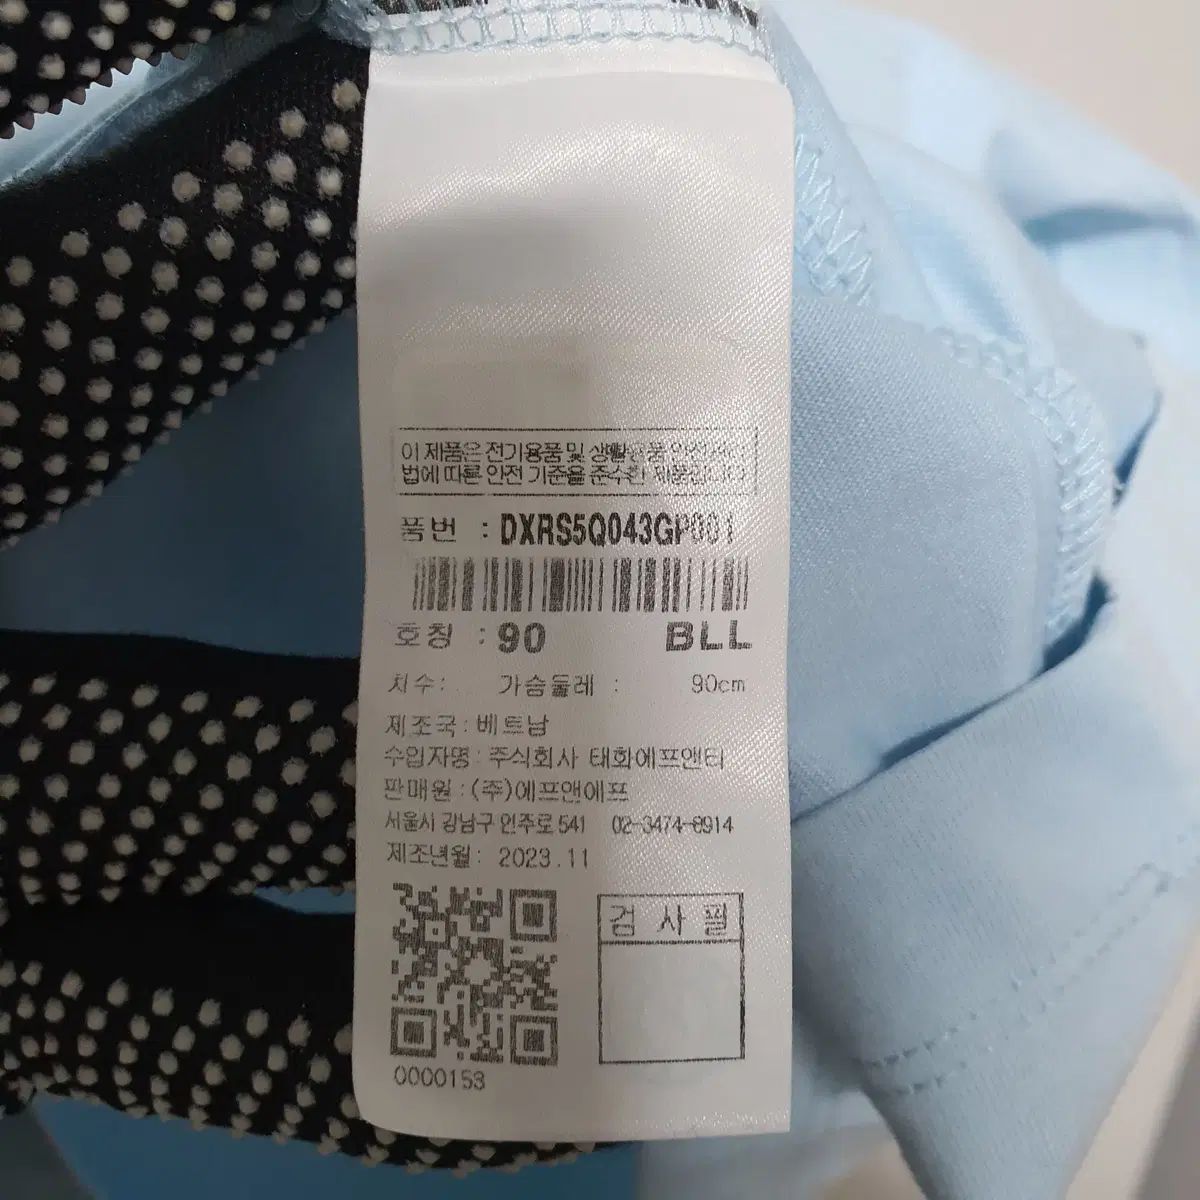 이 제품은 전기용품 및 생활용품 안전관리
법에 따른 안전 기준을 준수한 제품입니다
품번 : DXRS5Q043GP001
호칭 : 90 BLL
치수: 가슴둘레 : 90cm
제조국 : 베트남
수입자명 : 주식회사 태화에프앤티
판매원 : (주)에프앤에프
서울시 강남구 언주로 541 02-3474-8914
제조년월 : 2023.11
검 사 필
0000153